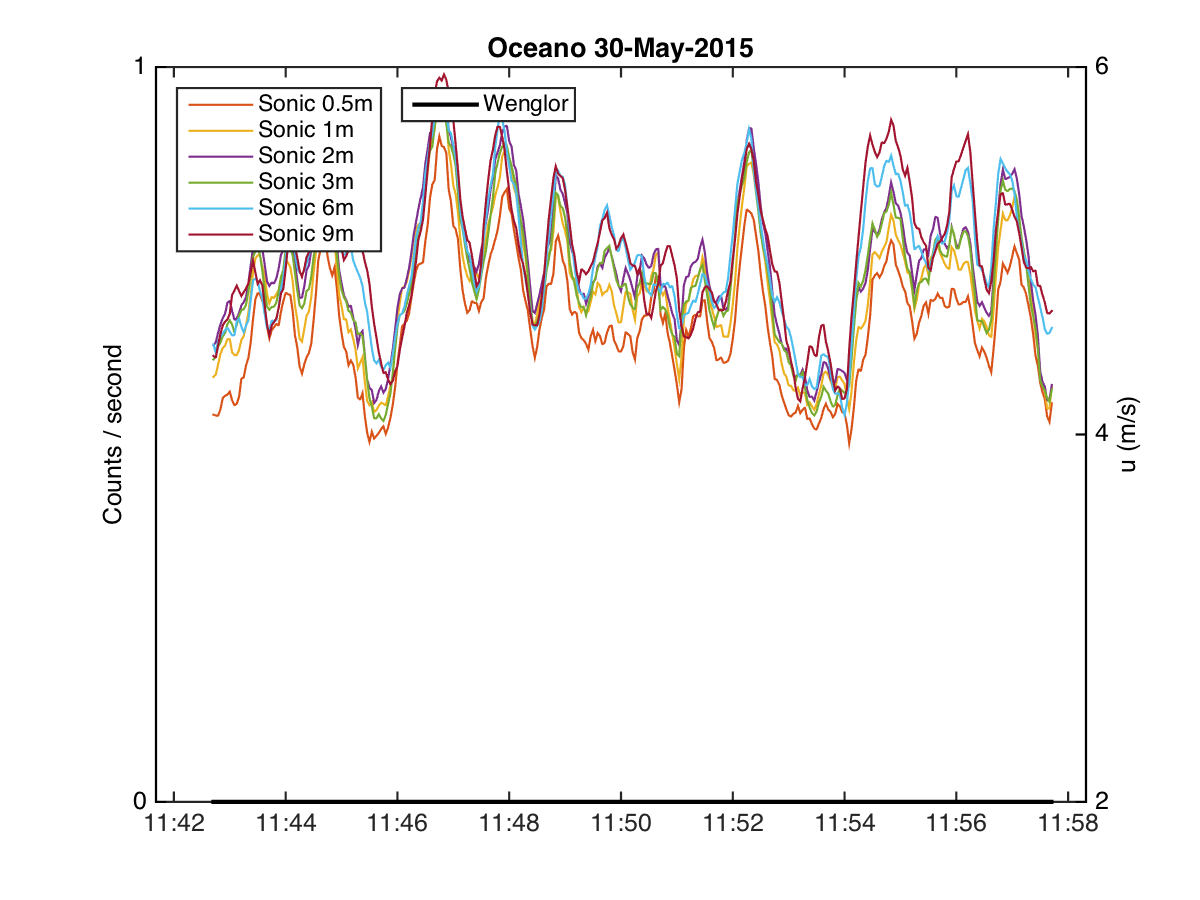 Oceano 30-May-2015
1
6
Sonic 0.5m
Sonic 1m
Sonic 2m
Sonic 3m
Sonic 6m
Sonic 9m
Wenglor
Counts / second
4
u (m/s)
0
2
11:42 11:44 11:46 11:48 11:50 11:52 11:54 11:56 11:58